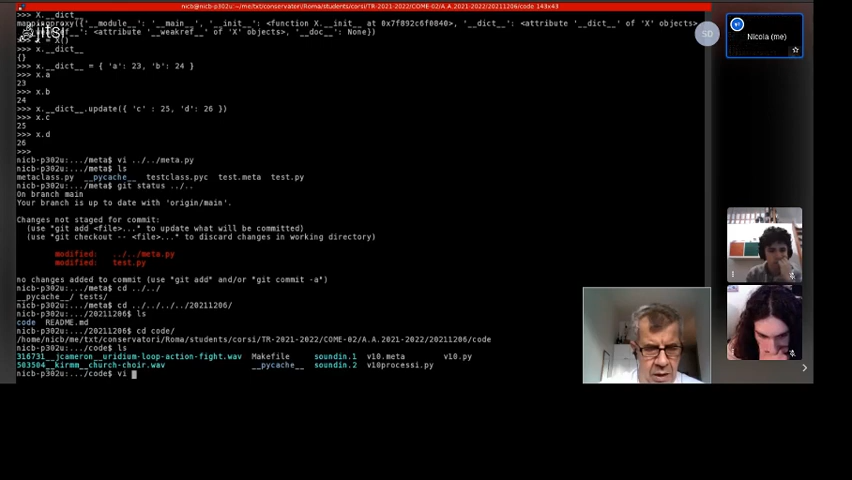 nicb@nicb-p302u: ~/me/txt/conservatori/Roma/students/corsi/TR-2021-2022/COME-02/A.A.2021-2022/20211206/code 143x43
>>> X.__dict__
mappingproxy({'__module__': '__main__', '__init__': <function X.__init__ at 0x7f892c6f0840>, '__dict__': <attribute '__dict__' of 'X' objects>,
'__weakref__': <attribute '__weakref__' of 'X' objects>, '__doc__': None})
jitsi
= X()
>>> x.__dict__
{}
>>> x.__dict__ = { 'a': 23, 'b': 24 }
>>> x.a
23
>>> x.b
24
>>> x.__dict__.update({ 'c' : 25, 'd': 26 })
>>> x.c
25
>>> x.d
26
>>>
nicb-p302u:.../meta$ vi ../../meta.py
nicb-p302u:.../meta$ ls
metaclass.py __pycache__ testclass.pyc test.meta test.py
nicb-p302u:.../meta$ git status ../..
On branch main
Your branch is up to date with 'origin/main'.
Changes not staged for commit:
(use "git add <file>..." to update what will be committed)
(use "git checkout -- <file>..." to discard changes in working directory)
modified: ../../meta.py
modified: test.py
no changes added to commit (use "git add" and/or "git commit -a")
nicb-p302u:.../meta$ cd ../../
__pycache__/ tests/
nicb-p302u:.../meta$ cd ../../../../20211206/
nicb-p302u:.../20211206$ ls
code README.md
nicb-p302u:.../20211206$ cd code/
/home/nicb/me/txt/conservatori/Roma/students/corsi/TR-2021-2022/COME-02/A.A.2021-2022/20211206/code
nicb-p302u:.../code$ ls
316731__jcameron__uridium-loop-action-fight.wav Makefile soundin.1 v10.meta v10.py
503504__kirmm__church-choir.wav __pycache__ soundin.2 v10processi.py
nicb-p302u:.../code$ vi
SD
Nicola (me)